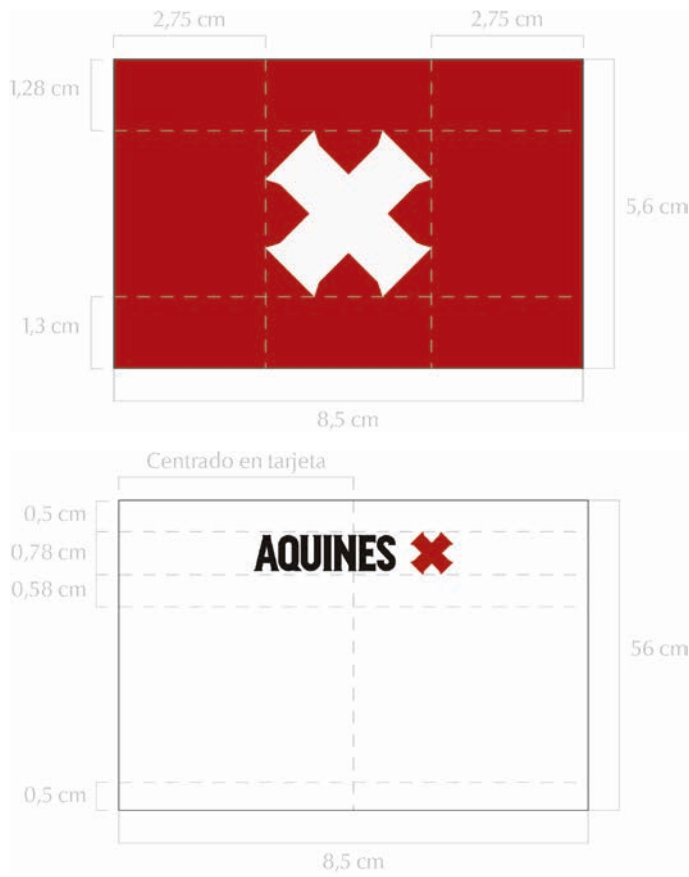 2,75 cm 2,75 cm
1,28 cm
5,6 cm
1,3 cm
8,5 cm
Centrado en tarjeta
0,5 cm
0,78 cm
AQUINES
0,58 cm
56 cm
0,5 cm
8,5 cm